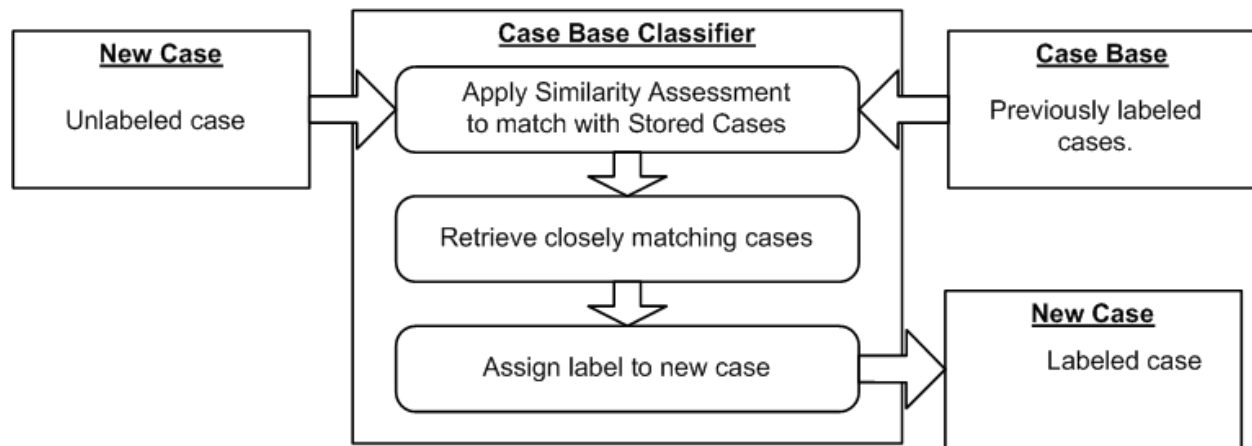 New Case
Unlabeled case
Case Base Classifier
Apply Similarity Assessment
to match with Stored Cases
Retrieve closely matching cases
Assign label to new case
Case Base
Previously labeled
cases.
New Case
Labeled case